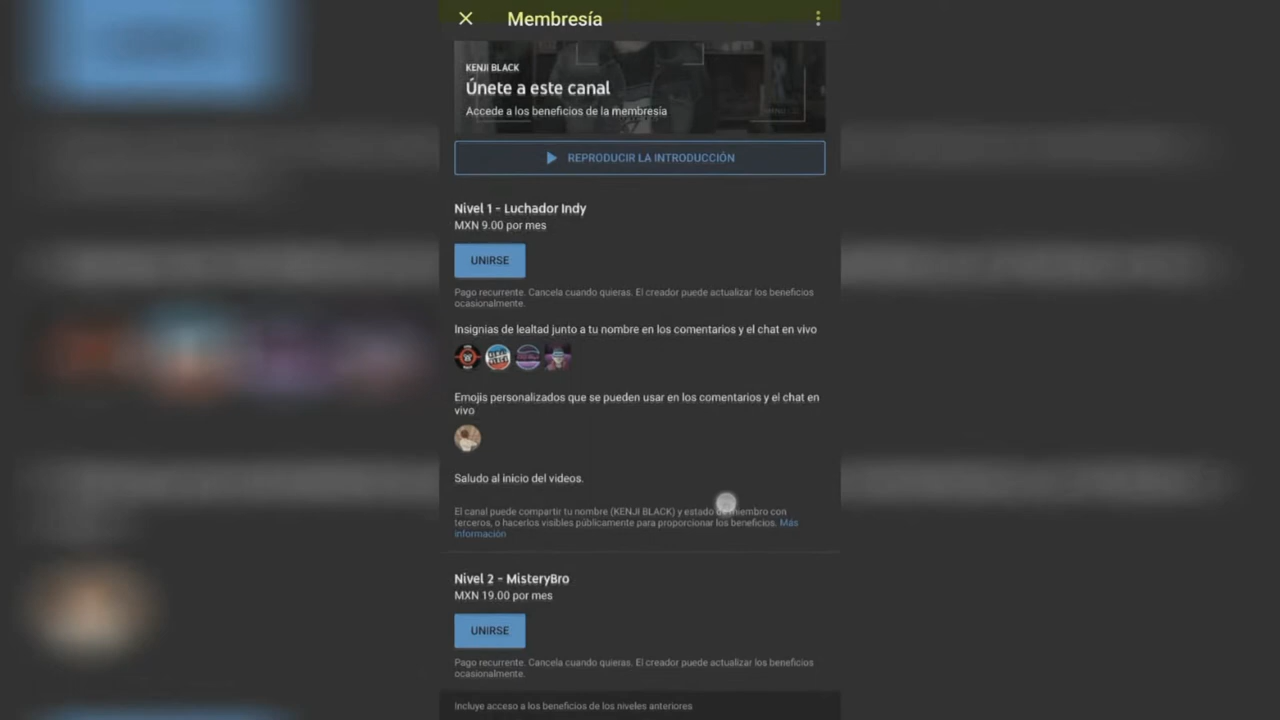 Membresía
KENJI BLACK
Únete a este canal
Accede a los beneficios de la membresía
REPRODUCIR LA INTRODUCCIÓN
Nivel 1 - Luchador Indy
MXN 9.00 por mes
UNIRSE
Pago recurrente. Cancela cuando quieras. El creador puede actualizar los beneficios
ocasionalmente.
Insignias de lealtad junto a tu nombre en los comentarios y el chat en vivo
Emojis personalizados que se pueden usar en los comentarios y el chat en
vivo
Saludo al inicio del videos.
El canal puede compartir tu nombre (KENJI BLACK) y estado de miembro con
terceros, o hacerlos visibles públicamente para proporcionar los beneficios. Más
información
Nivel 2 - MisteryBro
MXN 19.00 por mes
UNIRSE
Pago recurrente. Cancela cuando quieras. El creador puede actualizar los beneficios
ocasionalmente.
Incluye acceso a los beneficios de los niveles anteriores